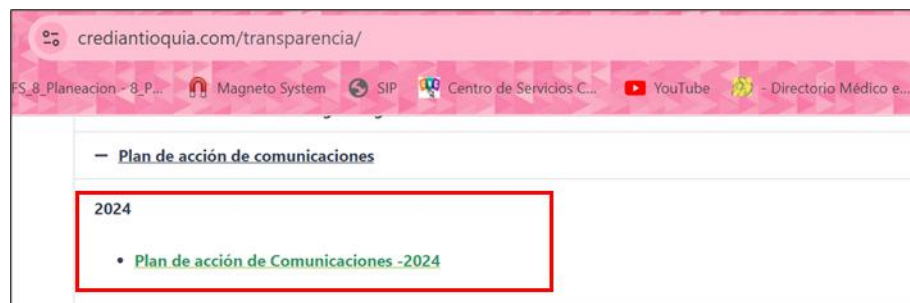 crediantioquia.com/transparencia/
FS_8_Planeacion - 8_P... Magneto System SIP Centro de Servicios C... YouTube - Directorio Médico e...
— Plan de acción de comunicaciones
2024
• Plan de acción de Comunicaciones -2024